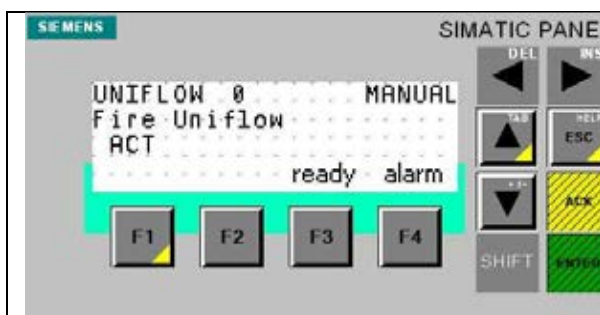 SIEMENS
SIMATIC PANE
DEL INS
UNIFLOW 0 MANUAL
Fire Uniflow
ACT
ready alarm
TAB HELP
ESC
+/-
ACK
F1 F2 F3 F4
SHIFT ENTER